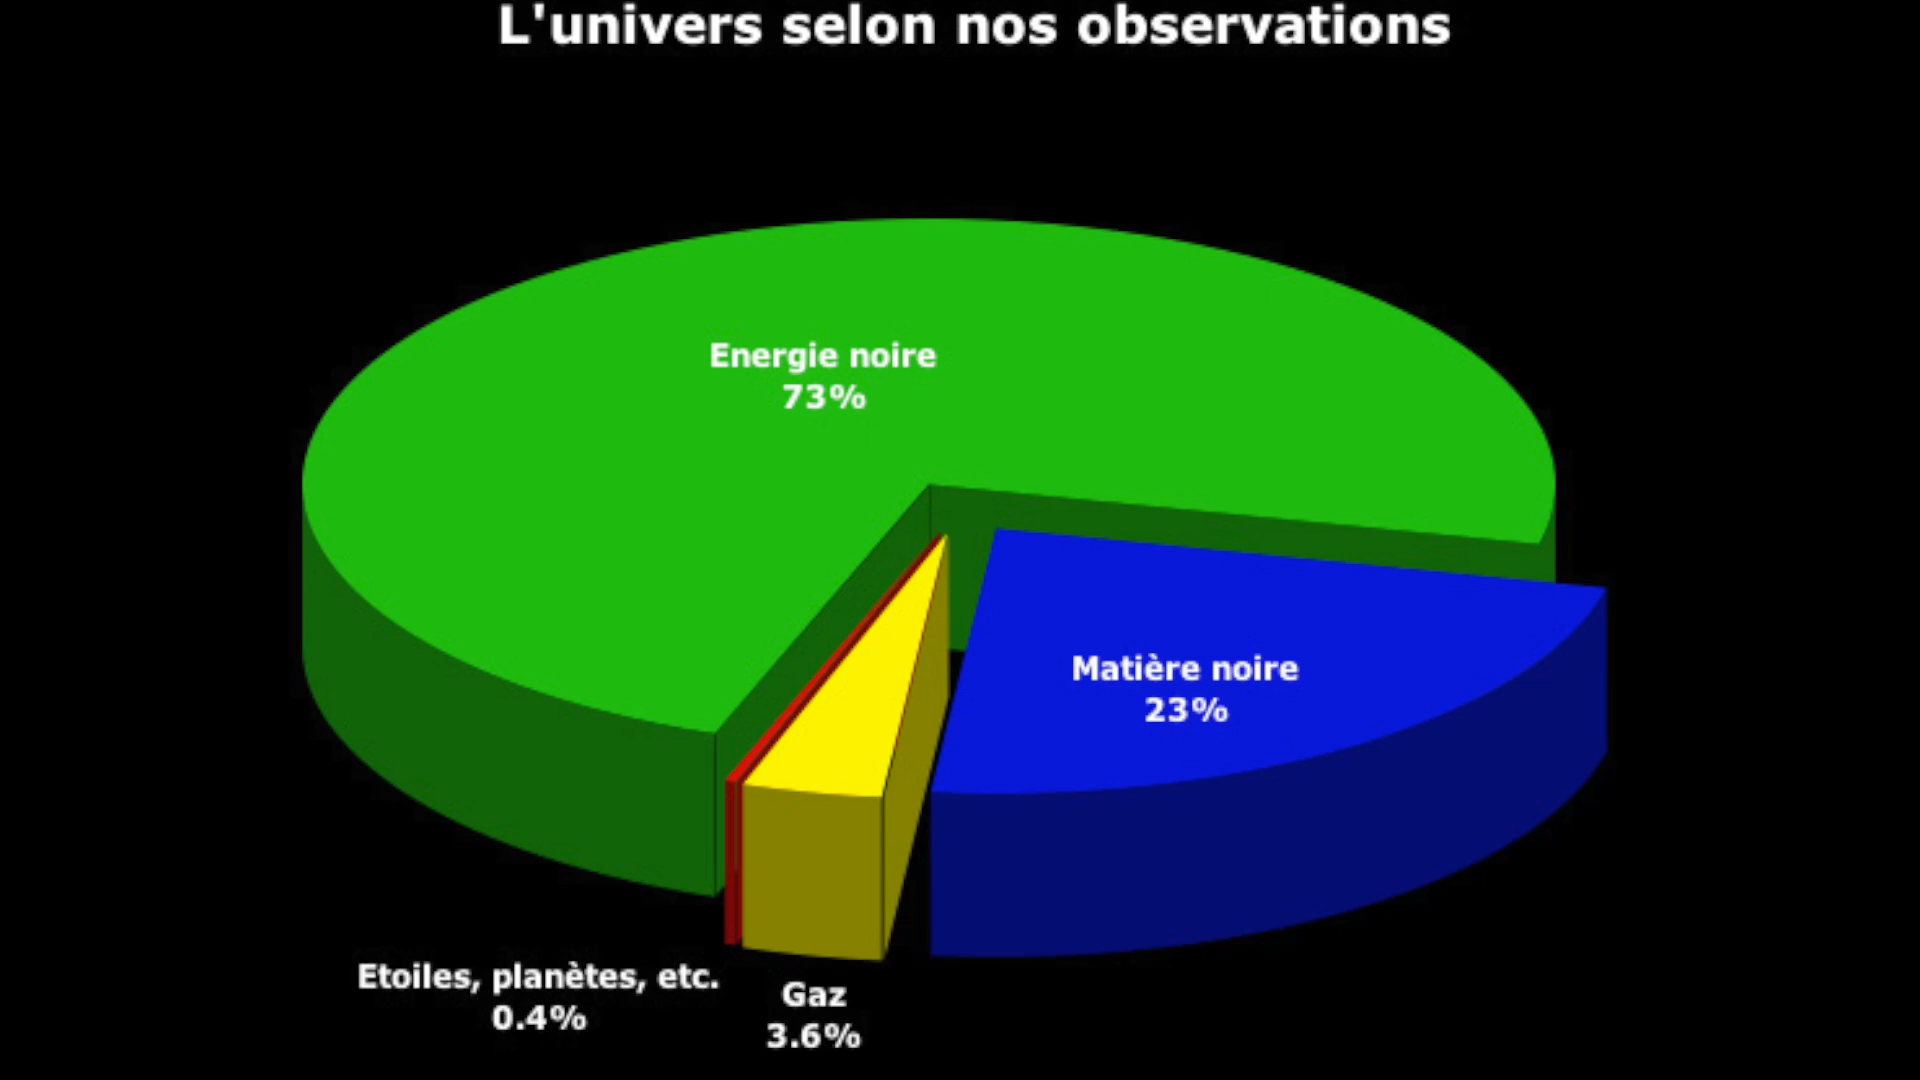 L'univers selon nos observations
Energie noire
73%
Matière noire
23%
Etoiles, planètes, etc.
0.4%
Gaz
3.6%